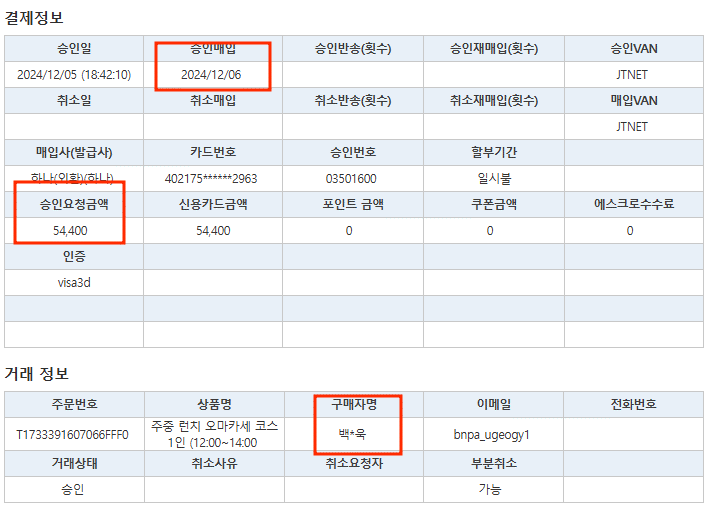 결제정보
승인일 승인매입 승인반송(횟수) 승인재매입(횟수) 승인VAN
2024/12/05 (18:42:10) 2024/12/06 JTNET
취소일 취소매입 취소반송(횟수) 취소재매입(횟수) 매입VAN
JTNET
매입사(발급사) 카드번호 승인번호 할부기간
하나(외환)(하나) 402175******2963 03501600 일시불
승인요청금액 신용카드금액 포인트 금액 쿠폰금액 에스크로수수료
54,400 54,400 0 0 0
인증
visa3d
거래 정보
주문번호 상품명 구매자명 이메일 전화번호
T1733391607066FFF0 주중 런치 오마카세 코스 백*욱 bnpa_ugeogy1
1인 (12:00~14:00
거래상태 취소사유 취소요청자 부분취소
승인 가능